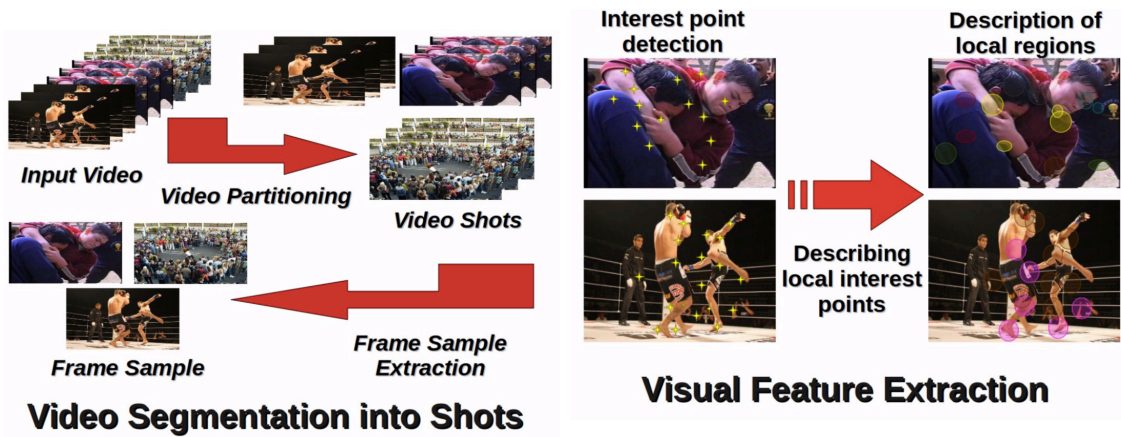 Input Video
Video Partitioning
Video Shots
Frame Sample
Extraction
Frame Sample
Video Segmentation into Shots
Interest point
detection
Description of
local regions
Describing
local interest
points
Visual Feature Extraction